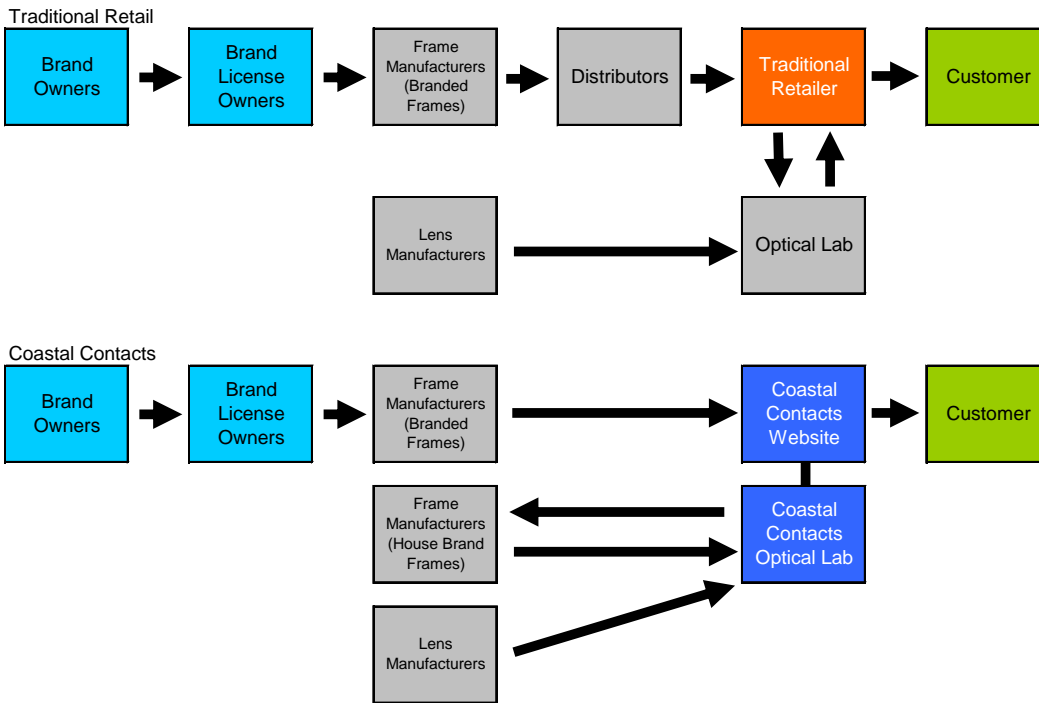 Traditional Retail
Brand
Owners
Brand
License
Owners
Frame
Manufacturers
(Branded
Frames)
Distributors
Traditional
Retailer
Customer
Lens
Manufacturers
Optical Lab
Coastal Contacts
Brand
Owners
Brand
License
Owners
Frame
Manufacturers
(Branded
Frames)
Coastal
Contacts
Website
Customer
Frame
Manufacturers
(House Brand
Frames)
Coastal
Contacts
Optical Lab
Lens
Manufacturers